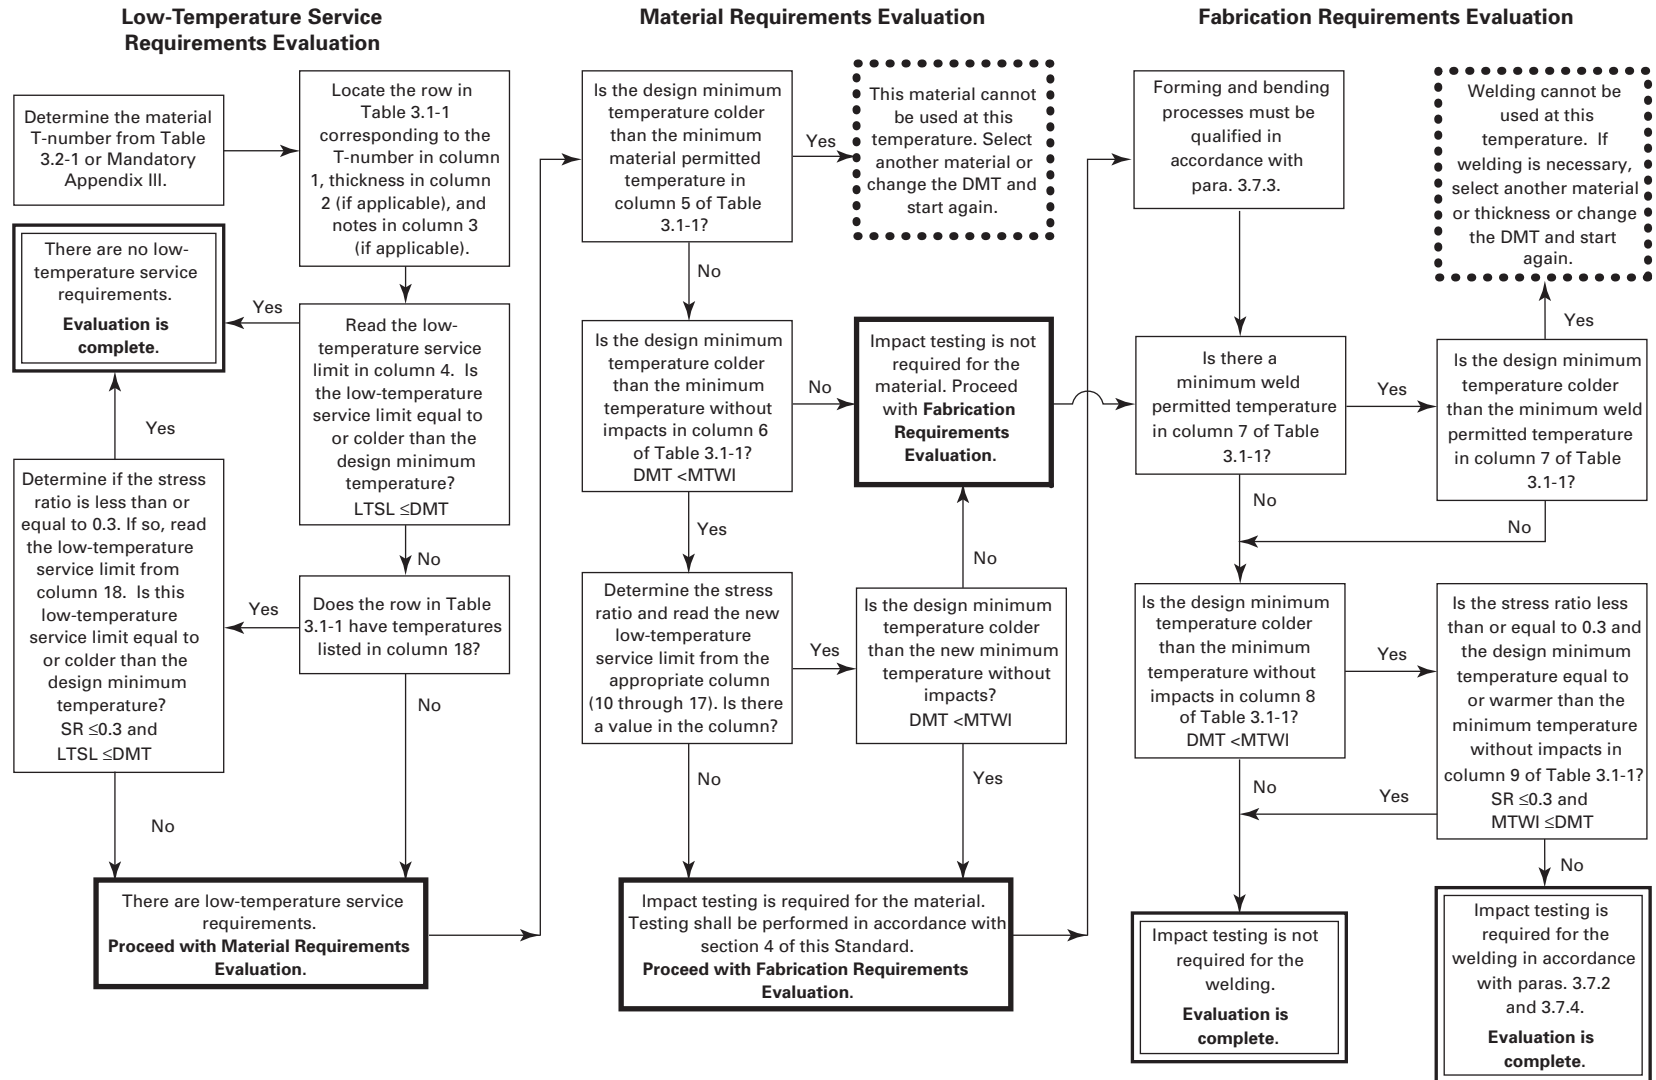 Low-Temperature Service
Requirements Evaluation
Determine the material
T-number from Table
3.2-1 or Mandatory
Appendix III.
Locate the row in
Table 3.1-1
corresponding to the
T-number in column
1, thickness in column
2 (if applicable), and
notes in column 3
(if applicable).
There are no low-
temperature service
requirements.
Evaluation is
complete.
Yes
Read the low-
temperature service
limit in column 4. Is
the low-temperature
service limit equal to
or colder than the
design minimum
temperature?
LTSL ≤DMT
Yes
No
Determine if the stress
ratio is less than or
equal to 0.3. If so, read
the low-temperature
service limit from
column 18. Is this
low-temperature
service limit equal to
or colder than the
design minimum
temperature?
SR ≤0.3 and
LTSL ≤DMT
Yes
Does the row in Table
3.1-1 have temperatures
listed in column 18?
No
No
There are low-temperature service
requirements.
Proceed with Material Requirements
Evaluation.
Material Requirements Evaluation
Is the design minimum
temperature colder
than the minimum
material permitted
temperature in
column 5 of Table
3.1-1?
Yes
This material cannot
be used at this
temperature. Select
another material or
change the DMT and
start again.
No
Is the design minimum
temperature colder
than the minimum
temperature without
impacts in column 6
of Table 3.1-1?
DMT <MTWI
No
Impact testing is not
required for the
material. Proceed
with Fabrication
Requirements
Evaluation.
Yes
No
Determine the stress
ratio and read the new
low-temperature
service limit from the
appropriate column
(10 through 17). Is there
a value in the column?
Yes
Is the design minimum
temperature colder
than the new minimum
temperature without
impacts?
DMT <MTWI
No
Yes
Impact testing is required for the material.
Testing shall be performed in accordance with
section 4 of this Standard.
Proceed with Fabrication Requirements
Evaluation.
Fabrication Requirements Evaluation
Forming and bending
processes must be
qualified in
accordance with
para. 3.7.3.
Welding cannot be
used at this
temperature. If
welding is necessary,
select another material
or thickness or change
the DMT and start
again.
Yes
Is there a
minimum weld
permitted temperature
in column 7 of Table
3.1-1?
Yes
Is the design minimum
temperature colder
than the minimum weld
permitted temperature
in column 7 of Table
3.1-1?
No
No
Is the design minimum
temperature colder
than the minimum
temperature without
impacts in column 8
of Table 3.1-1?
DMT <MTWI
Yes
Is the stress ratio less
than or equal to 0.3 and
the design minimum
temperature equal to
or warmer than the
minimum temperature
without impacts in
column 9 of Table 3.1-1?
SR ≤0.3 and
MTWI ≤DMT
No
Yes
No
Impact testing is not
required for the
welding.
Evaluation is
complete.
Impact testing is
required for the
welding in accordance
with paras. 3.7.2
and 3.7.4.
Evaluation is
complete.